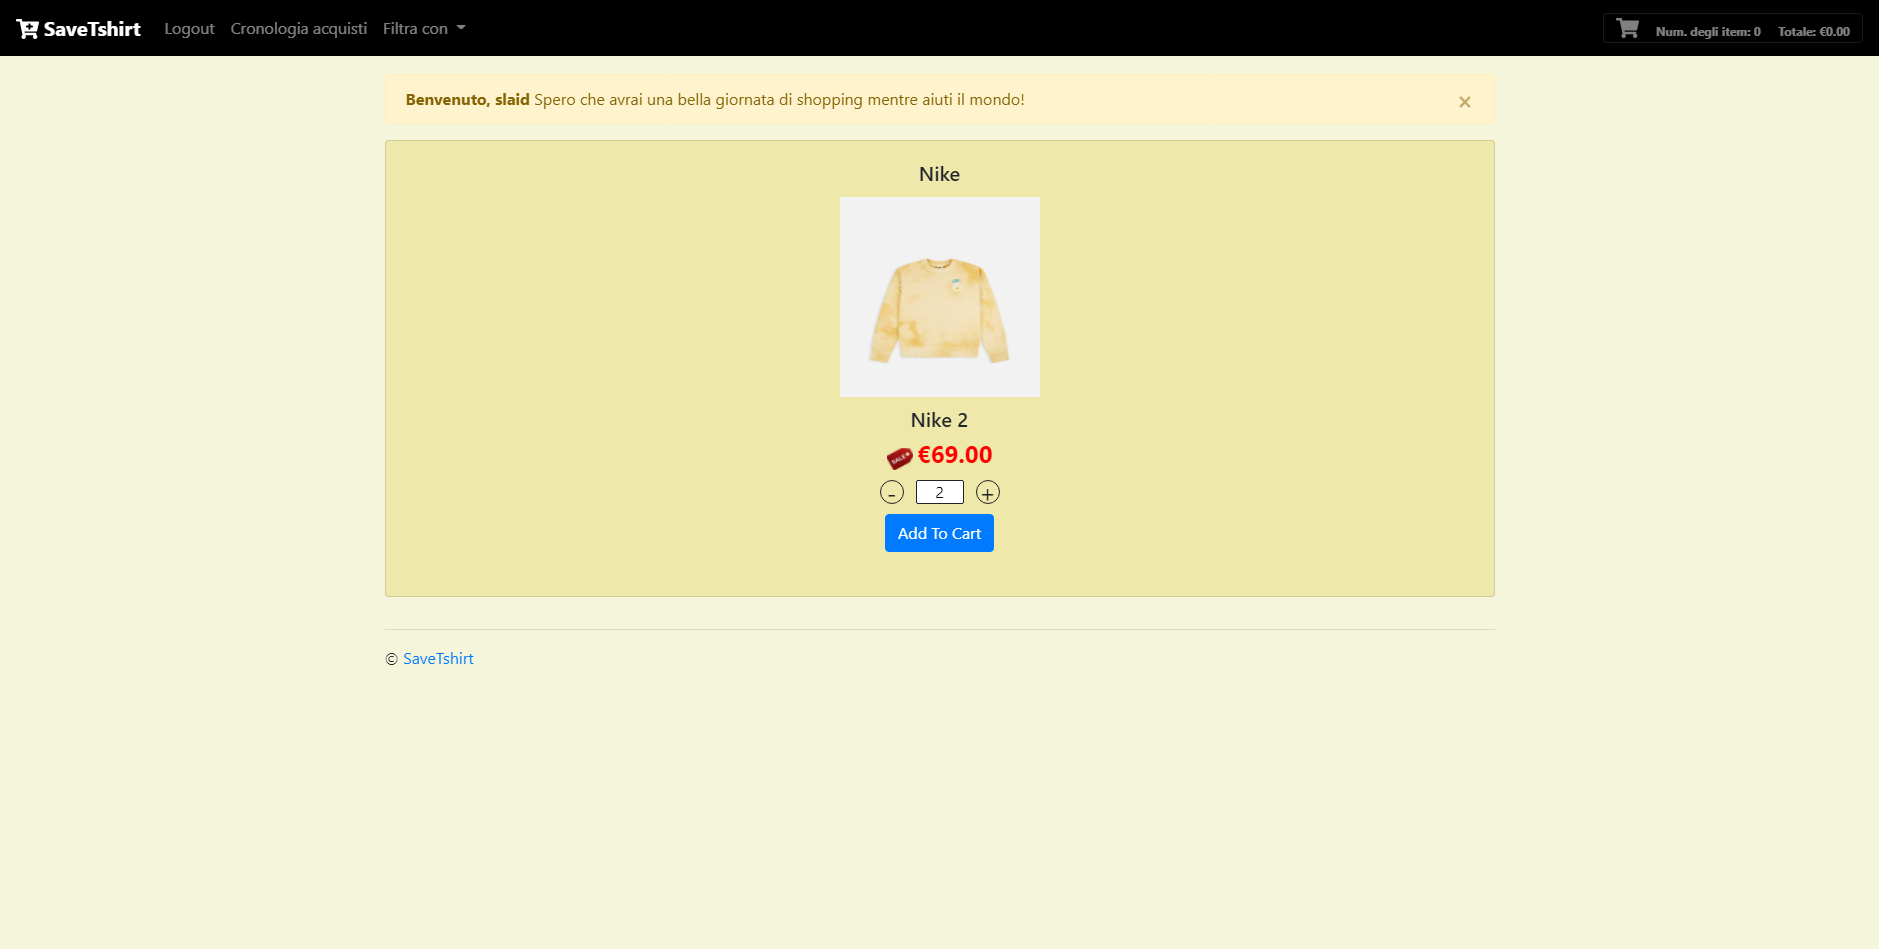 SaveTshirt Logout Cronologia acquisti Filtra con Num. degli item: 0 Totale: €0.00
Benvenuto, slaid Spero che avrai una bella giornata di shopping mentre aiuti il mondo! ×
Nike
Nike 2
SALE €69.00
- 2 +
Add To Cart
© SaveTshirt